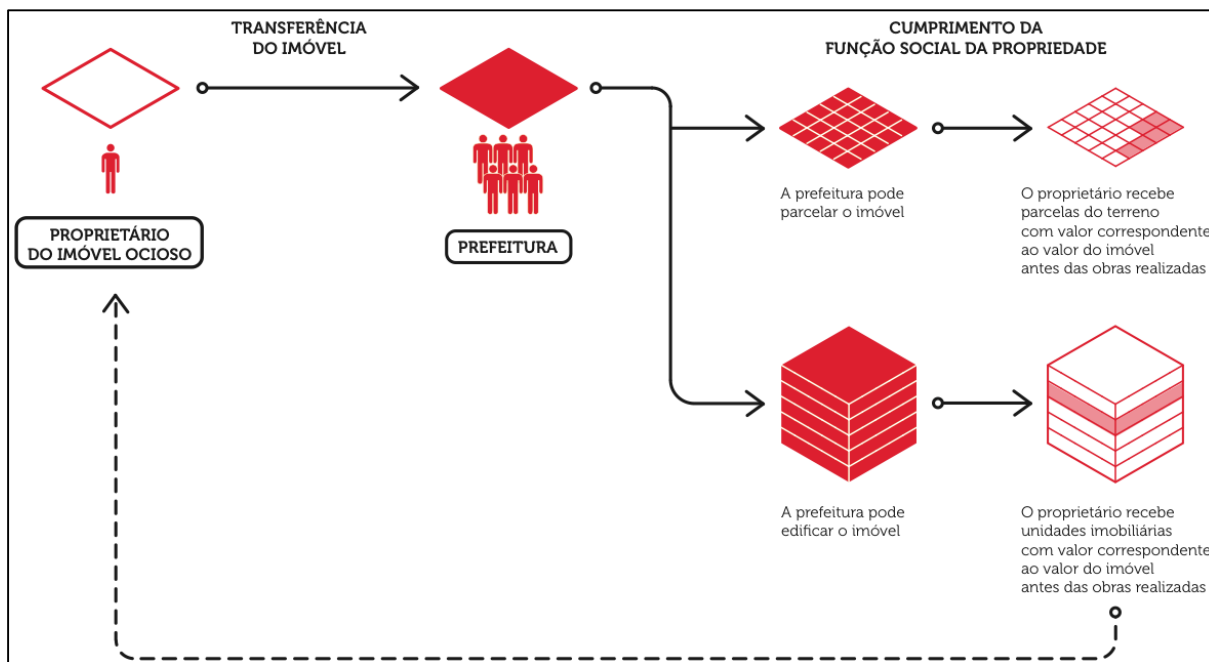 TRANSFERÊNCIA
DO IMÓVEL
CUMPRIMENTO DA
FUNÇÃO SOCIAL DA PROPRIEDADE
PROPRIETÁRIO
DO IMÓVEL OCIOSO
PREFEITURA
A prefeitura pode
parcelar o imóvel
O proprietário recebe
parcelas do terreno
com valor correspondente
ao valor do imóvel
antes das obras realizadas
A prefeitura pode
edificar o imóvel
O proprietário recebe
unidades imobiliárias
com valor correspondente
ao valor do imóvel
antes das obras realizadas